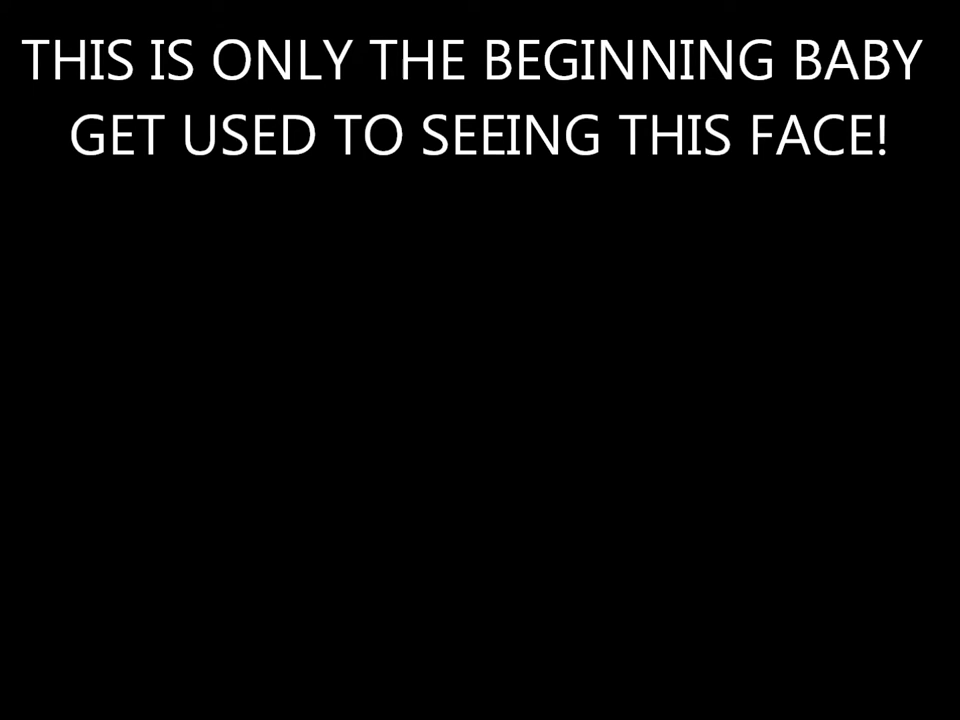 THIS IS ONLY THE BEGINNING BABY
GET USED TO SEEING THIS FACE!